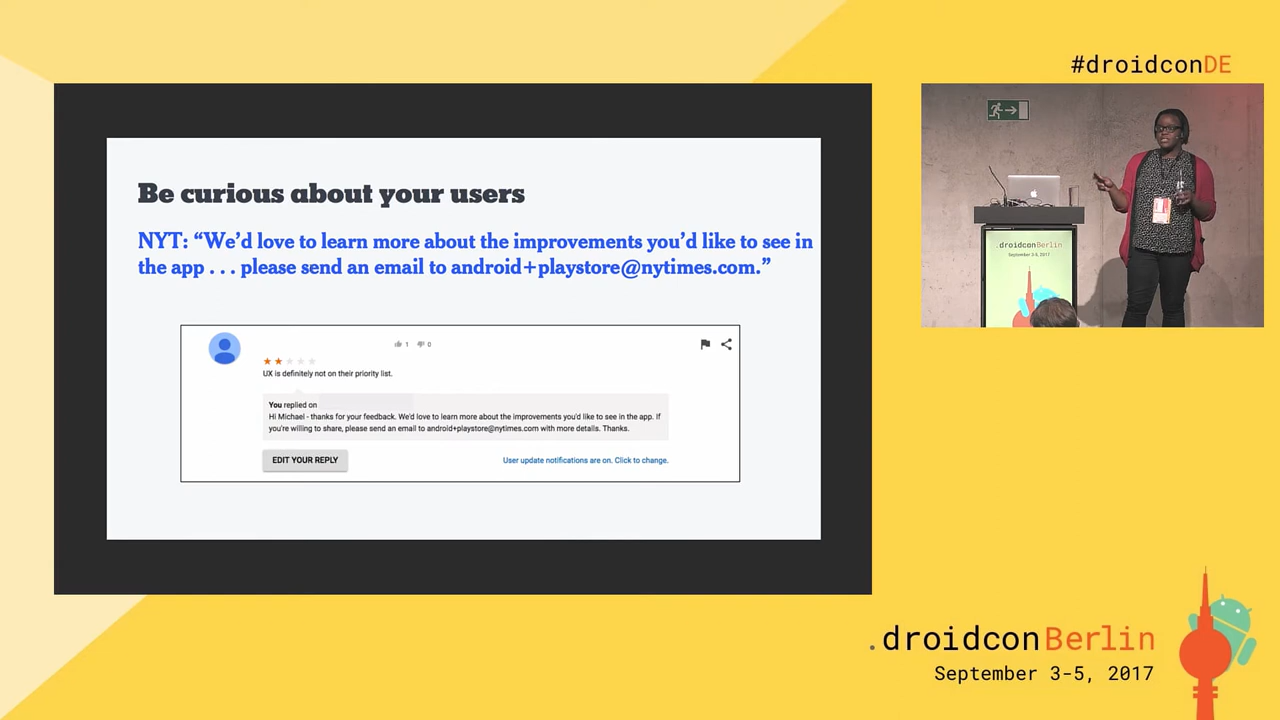 #droidconDE
Be curious about your users
NYT: “We’d love to learn more about the improvements you’d like to see in
the app . . . please send an email to android+playstore@nytimes.com.”
1 0
UX is definitely not on their priority list.
You replied on
Hi Michael - thanks for your feedback. We'd love to learn more about the improvements you'd like to see in the app. If
you're willing to share, please send an email to android+playstore@nytimes.com with more details. Thanks.
EDIT YOUR REPLY
User update notifications are on. Click to change.
.droidconBerlin
September 3-5, 2017
.droidconBerlin
September 3-5, 2017